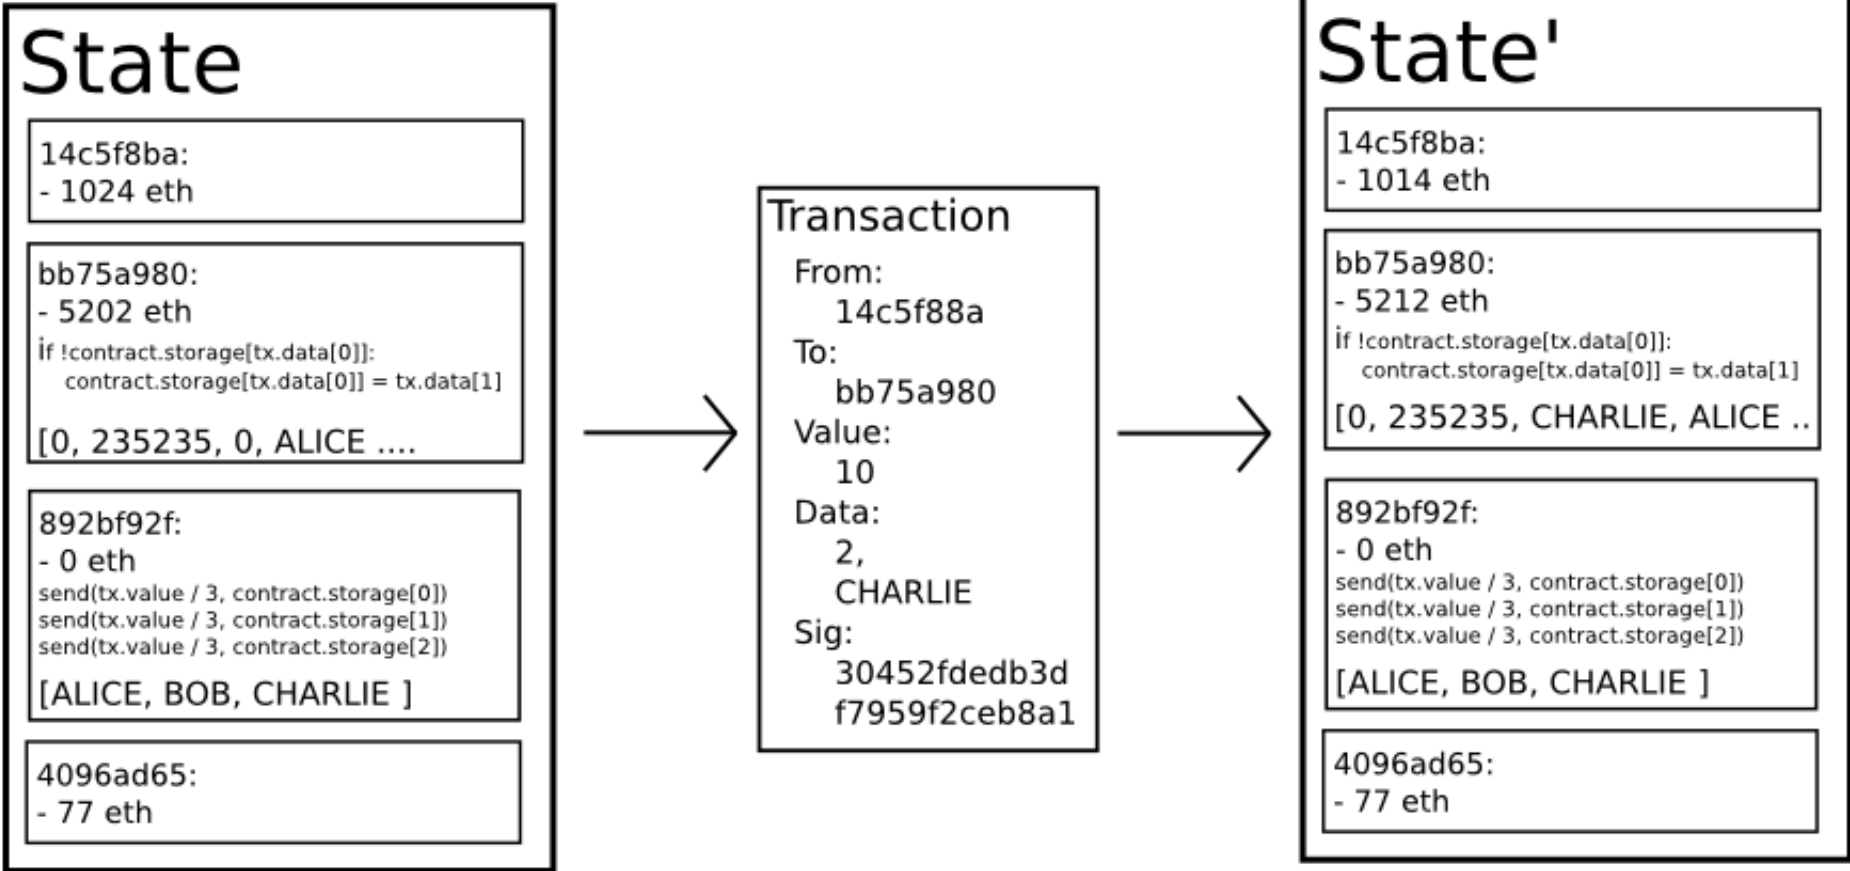 State
14c5f8ba:
- 1024 eth
bb75a980:
- 5202 eth
if !contract.storage[tx.data[0]]:
contract.storage[tx.data[0]] = tx.data[1]
[0, 235235, 0, ALICE ....
892bf92f:
- 0 eth
send(tx.value / 3, contract.storage[0])
send(tx.value / 3, contract.storage[1])
send(tx.value / 3, contract.storage[2])
[ALICE, BOB, CHARLIE ]
4096ad65:
- 77 eth
Transaction
From:
14c5f88a
To:
bb75a980
Value:
10
Data:
2,
CHARLIE
Sig:
30452fdedb3d
f7959f2ceb8a1
State'
14c5f8ba:
- 1014 eth
bb75a980:
- 5212 eth
if !contract.storage[tx.data[0]]:
contract.storage[tx.data[0]] = tx.data[1]
[0, 235235, CHARLIE, ALICE ..
892bf92f:
- 0 eth
send(tx.value / 3, contract.storage[0])
send(tx.value / 3, contract.storage[1])
send(tx.value / 3, contract.storage[2])
[ALICE, BOB, CHARLIE ]
4096ad65:
- 77 eth